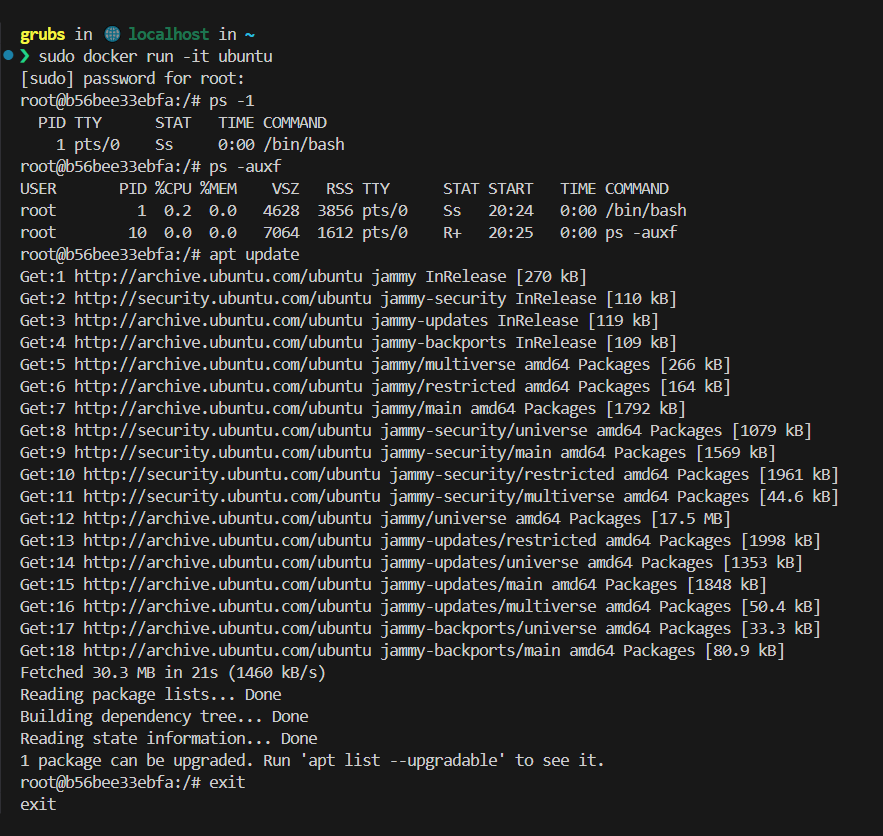 grubs in 🌐 localhost in ~
❯ sudo docker run -it ubuntu
[sudo] password for root:
root@b56bee33ebfa:/# ps -1
  PID TTY      STAT   TIME COMMAND
    1 pts/0    Ss     0:00 /bin/bash
root@b56bee33ebfa:/# ps -auxf
USER       PID %CPU %MEM    VSZ   RSS TTY      STAT START   TIME COMMAND
root         1  0.2  0.0   4628  3856 pts/0    Ss   20:24   0:00 /bin/bash
root        10  0.0  0.0   7064  1612 pts/0    R+   20:25   0:00 ps -auxf
root@b56bee33ebfa:/# apt update
Get:1 http://archive.ubuntu.com/ubuntu jammy InRelease [270 kB]
Get:2 http://security.ubuntu.com/ubuntu jammy-security InRelease [110 kB]
Get:3 http://archive.ubuntu.com/ubuntu jammy-updates InRelease [119 kB]
Get:4 http://archive.ubuntu.com/ubuntu jammy-backports InRelease [109 kB]
Get:5 http://archive.ubuntu.com/ubuntu jammy/multiverse amd64 Packages [266 kB]
Get:6 http://archive.ubuntu.com/ubuntu jammy/restricted amd64 Packages [164 kB]
Get:7 http://archive.ubuntu.com/ubuntu jammy/main amd64 Packages [1792 kB]
Get:8 http://security.ubuntu.com/ubuntu jammy-security/universe amd64 Packages [1079 kB]
Get:9 http://security.ubuntu.com/ubuntu jammy-security/main amd64 Packages [1569 kB]
Get:10 http://security.ubuntu.com/ubuntu jammy-security/restricted amd64 Packages [1961 kB]
Get:11 http://security.ubuntu.com/ubuntu jammy-security/multiverse amd64 Packages [44.6 kB]
Get:12 http://archive.ubuntu.com/ubuntu jammy/universe amd64 Packages [17.5 MB]
Get:13 http://archive.ubuntu.com/ubuntu jammy-updates/restricted amd64 Packages [1998 kB]
Get:14 http://archive.ubuntu.com/ubuntu jammy-updates/universe amd64 Packages [1353 kB]
Get:15 http://archive.ubuntu.com/ubuntu jammy-updates/main amd64 Packages [1848 kB]
Get:16 http://archive.ubuntu.com/ubuntu jammy-updates/multiverse amd64 Packages [50.4 kB]
Get:17 http://archive.ubuntu.com/ubuntu jammy-backports/universe amd64 Packages [33.3 kB]
Get:18 http://archive.ubuntu.com/ubuntu jammy-backports/main amd64 Packages [80.9 kB]
Fetched 30.3 MB in 21s (1460 kB/s)
Reading package lists... Done
Building dependency tree... Done
Reading state information... Done
1 package can be upgraded. Run 'apt list --upgradable' to see it.
root@b56bee33ebfa:/# exit
exit